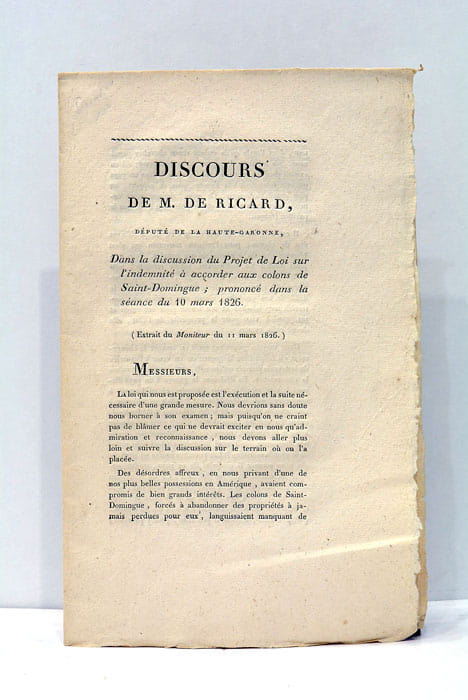 DISCOURS
DE M. DE RICARD,
DÉPUTÉ DE LA HAUTE-GARONNE,
Dans la discussion du Projet de Loi sur
l'indemnité à accorder aux colons de
Saint-Domingue ; prononcé dans la
séance du 10 mars 1826.
( Extrait du Moniteur du 11 mars 1826. )
MESSIEURS,
La loi qui nous est proposée est l'exécution et la suite né-
cessaire d'une grande mesure. Nous devrions sans doute
nous borner à son examen ; mais puisqu'on ne craint
pas de blâmer ce qui ne devrait exciter en nous qu'ad-
miration et reconnaissance , nous devons aller plus
loin et suivre la discussion sur le terrain où on l'a
placée.
Des désordres affreux , en nous privant d'une de
nos plus belles possessions en Amérique , avaient com-
promis de bien grands intérêts. Les colons de Saint-
Domingue , forcés à abandonner des propriétés à ja-
mais perdues pour eux , languissaient manquant de